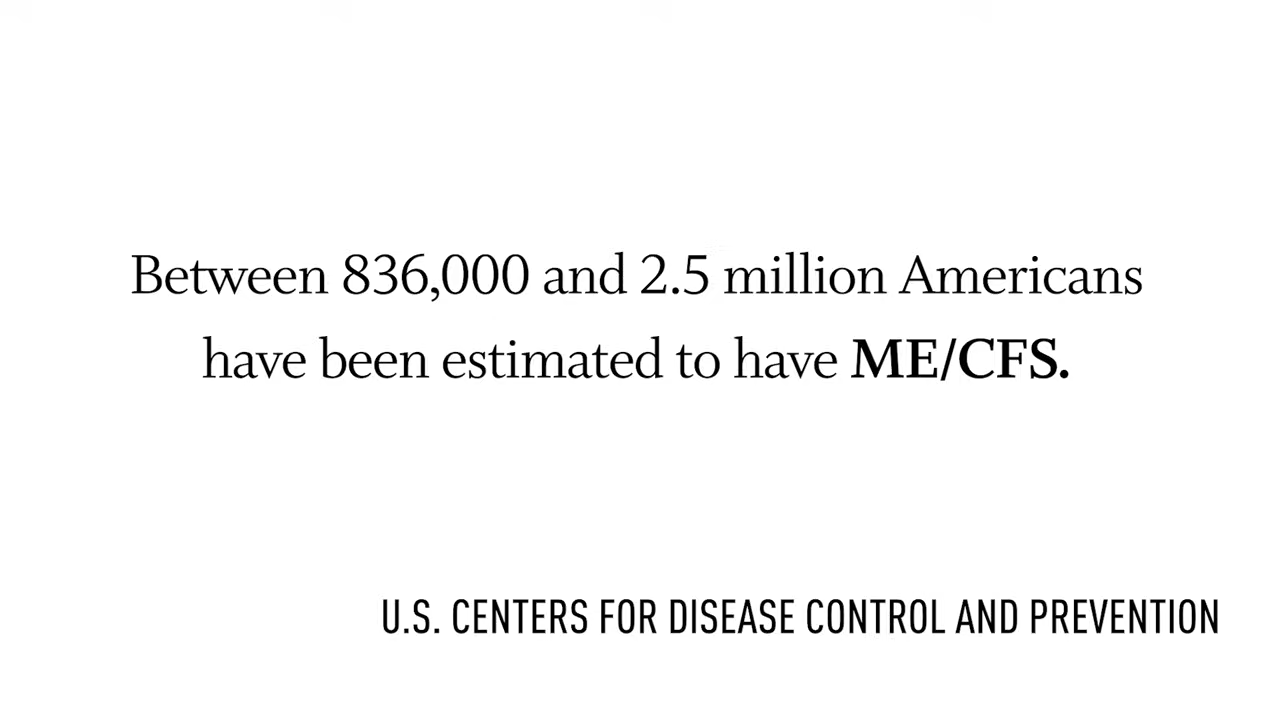 Between 836,000 and 2.5 million Americans
have been estimated to have ME/CFS.
U.S. CENTERS FOR DISEASE CONTROL AND PREVENTION